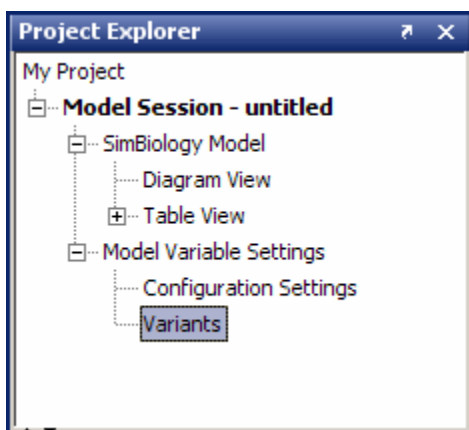 Project Explorer
My Project
Model Session - untitled
SimBiology Model
Diagram View
Table View
Model Variable Settings
Configuration Settings
Variants